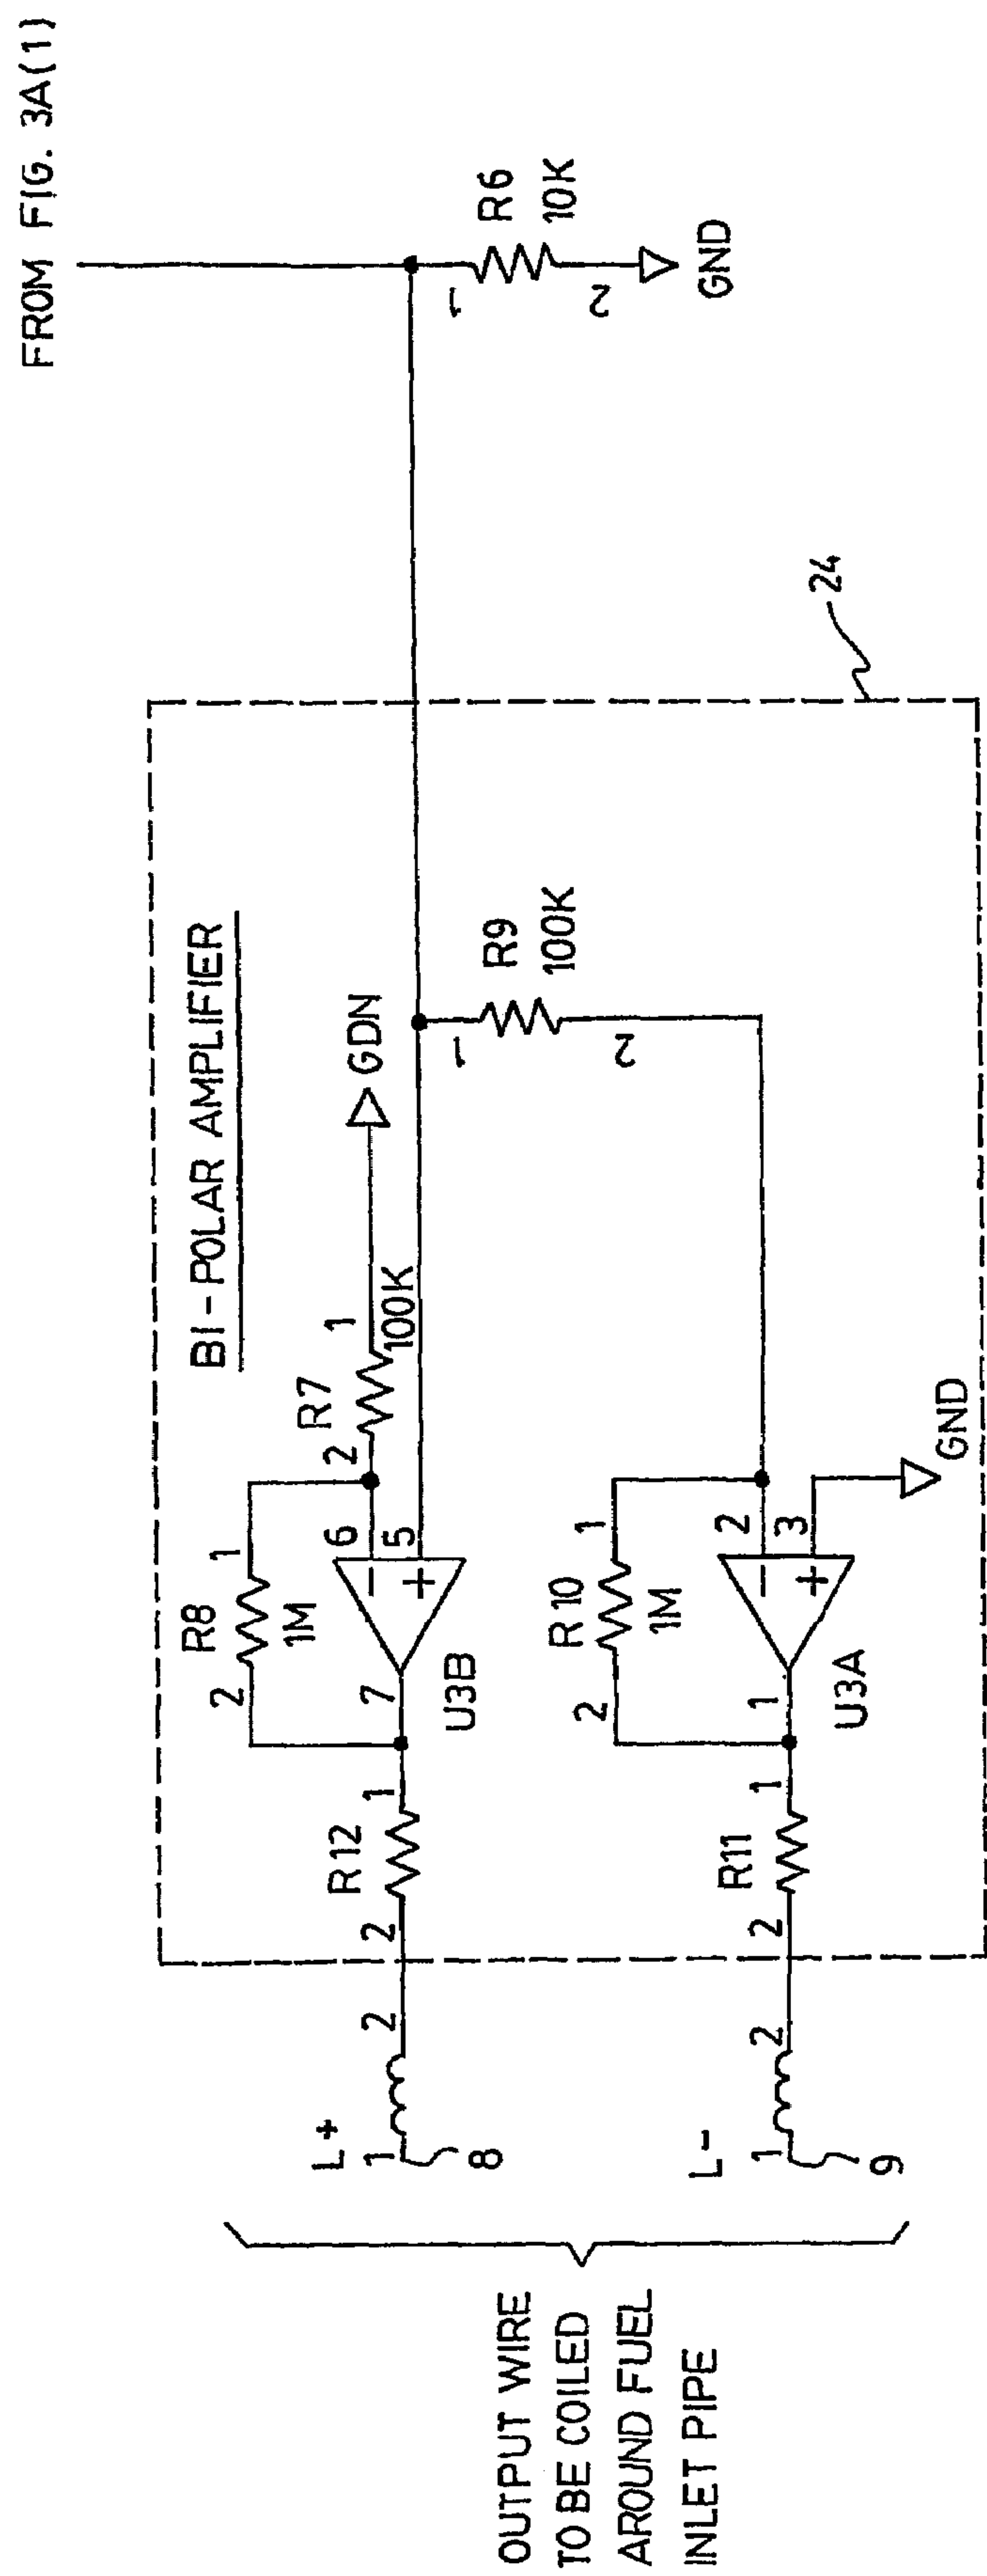 FROM FIG. 3A(1)
R6
10K
1
2
GND
24
BI-POLAR AMPLIFIER
R9
100K
1
2
GDN
R7
100K
1
2
R8
1M
1
2
6
5
-
+
7
U3B
R12
1
2
GND
R10
1M
1
2
2
3
-
+
1
U3A
R11
1
2
L+
1
2
8
L-
1
2
9
OUTPUT WIRE
TO BE COILED
AROUND FUEL
INLET PIPE